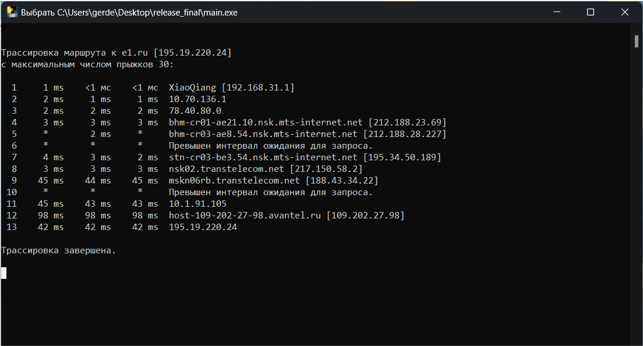 Выбрать C:\Users\gerde\Desktop\release_final\main.exe
Трассировка маршрута к e1.ru [195.19.220.24]
с максимальным числом прыжков 30:
1 1 ms <1 мс <1 мс XiaoQiang [192.168.31.1]
2 2 ms 1 ms 1 ms 10.70.136.1
3 2 ms 2 ms 2 ms 78.40.80.0
4 3 ms 3 ms 3 ms bhm-cr01-ae21.10.nsk.mts-internet.net [212.188.23.69]
5 * 2 ms * bhm-cr03-ae8.54.nsk.mts-internet.net [212.188.28.227]
6 * * * Превышен интервал ожидания для запроса.
7 4 ms 3 ms 2 ms stn-cr03-be3.54.nsk.mts-internet.net [195.34.50.189]
8 3 ms 3 ms 3 ms nsk02.transtelecom.net [217.150.58.2]
9 45 ms 44 ms 45 ms mskn06rb.transtelecom.net [188.43.34.22]
10 * * * Превышен интервал ожидания для запроса.
11 45 ms 43 ms 43 ms 10.1.91.105
12 98 ms 98 ms 98 ms host-109-202-27-98.avantel.ru [109.202.27.98]
13 42 ms 42 ms 42 ms 195.19.220.24
Трассировка завершена.